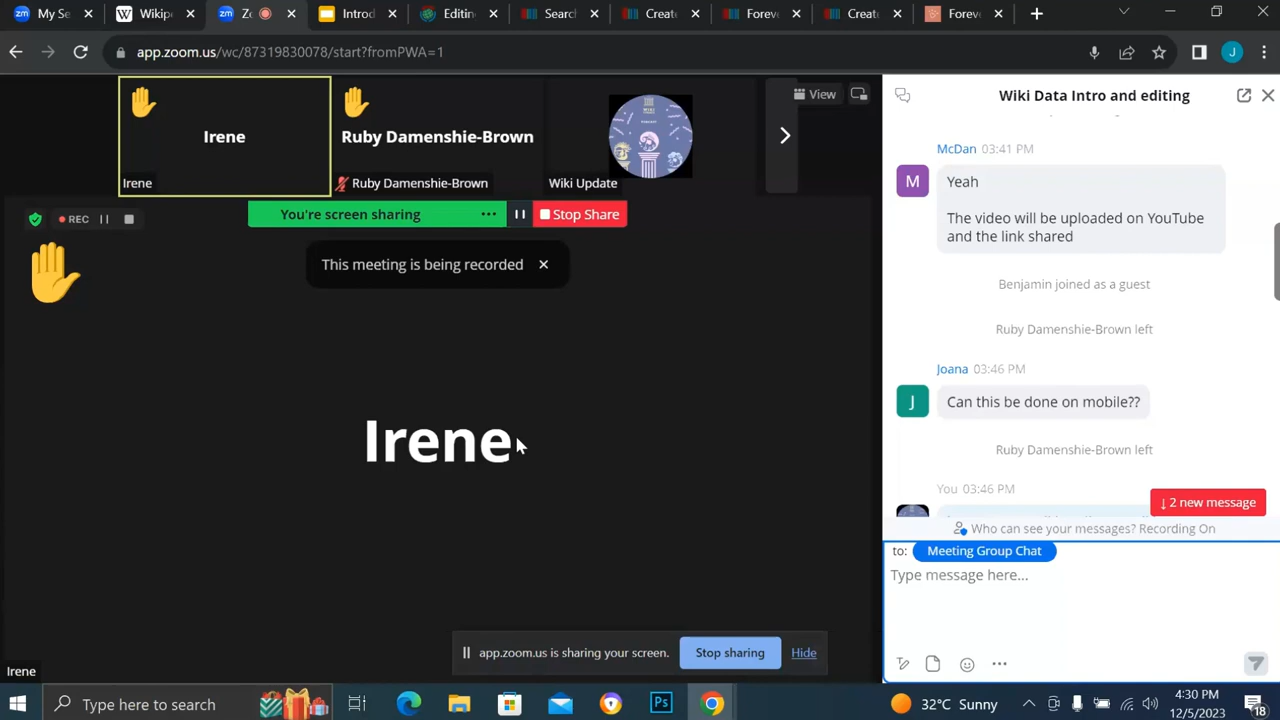 My Se
Wikipe
Zo
Introd
Editin
Search
Create
Forev
Create
Forev
app.zoom.us/wc/87319830078/start?fromPWA=1
J
Irene
Irene
Ruby Damenshie-Brown
Ruby Damenshie-Brown
Wiki Update
View
REC
You're screen sharing
Stop Share
This meeting is being recorded
Irene
Irene
app.zoom.us is sharing your screen.
Stop sharing
Hide
Wiki Data Intro and editing
McDan 03:41 PM
M
Yeah
The video will be uploaded on YouTube
and the link shared
Benjamin joined as a guest
Ruby Damenshie-Brown left
Joana 03:46 PM
J
Can this be done on mobile??
Ruby Damenshie-Brown left
You 03:46 PM
2 new message
Who can see your messages? Recording On
to: Meeting Group Chat
Type message here...
Type here to search
Ps
32°C Sunny
4:30 PM
12/5/2023
18